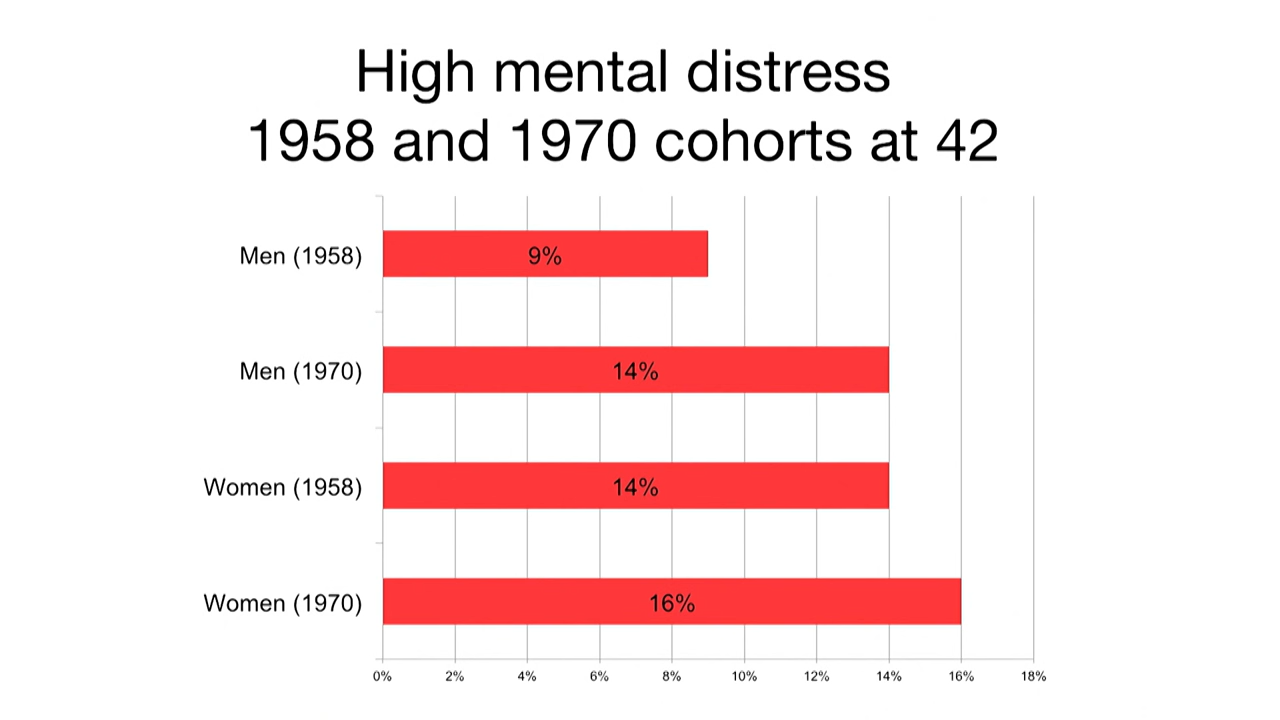 High mental distress
1958 and 1970 cohorts at 42
Men (1958)
9%
Men (1970)
14%
Women (1958)
14%
Women (1970)
16%
0% 2% 4% 6% 8% 10% 12% 14% 16% 18%